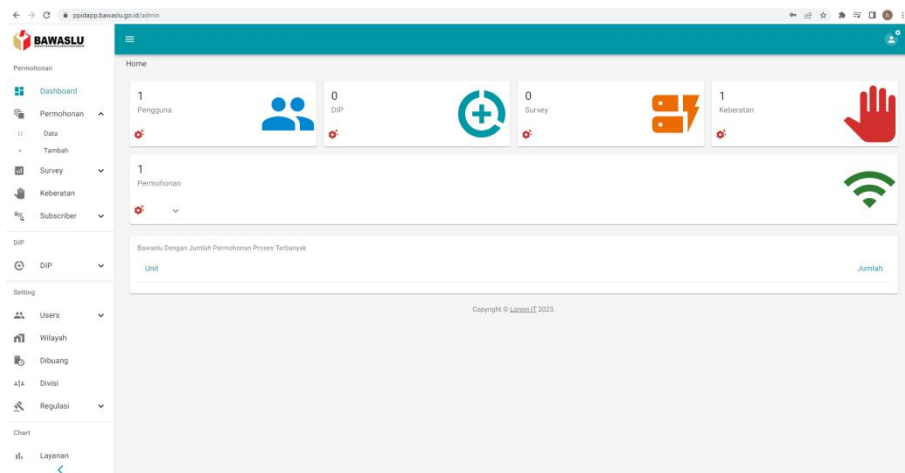 ppidapp.bawaslu.go.id/admin
BAWASLU
Permohonan
Dashboard
Permohonan
Data
Tambah
Survey
Keberatan
Subscriber
DIP
DIP
Setting
Users
Wilayah
Dibuang
Divisi
Regulasi
Chart
Layanan
Home
1
Pengguna
0
DIP
0
Survey
1
Keberatan
1
Permohonan
Bawaslu Dengan Jumlah Permohonan Proses Terbanyak
Unit Jumlah
Copyright © Lorem IT 2023.